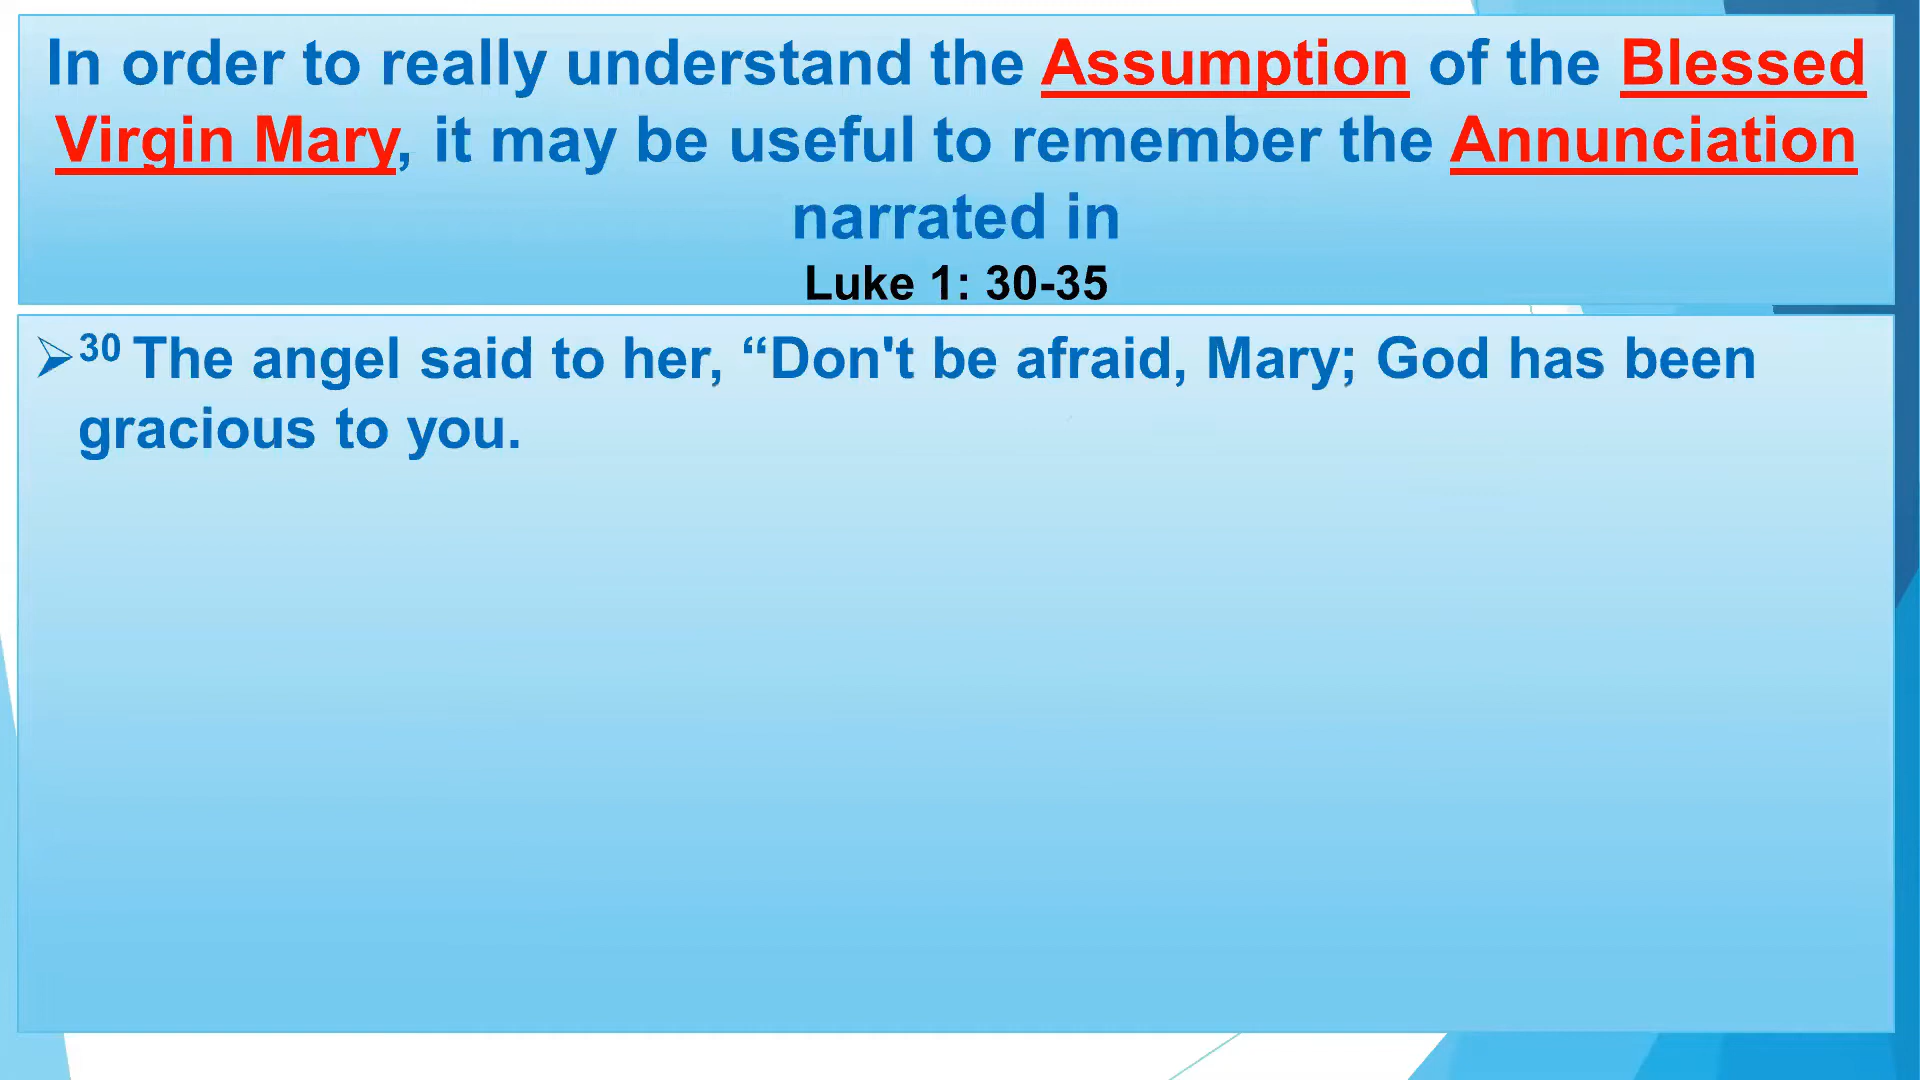 In order to really understand the Assumption of the Blessed
Virgin Mary, it may be useful to remember the Annunciation
narrated in
Luke 1: 30-35
➢30 The angel said to her, “Don't be afraid, Mary; God has been
gracious to you.